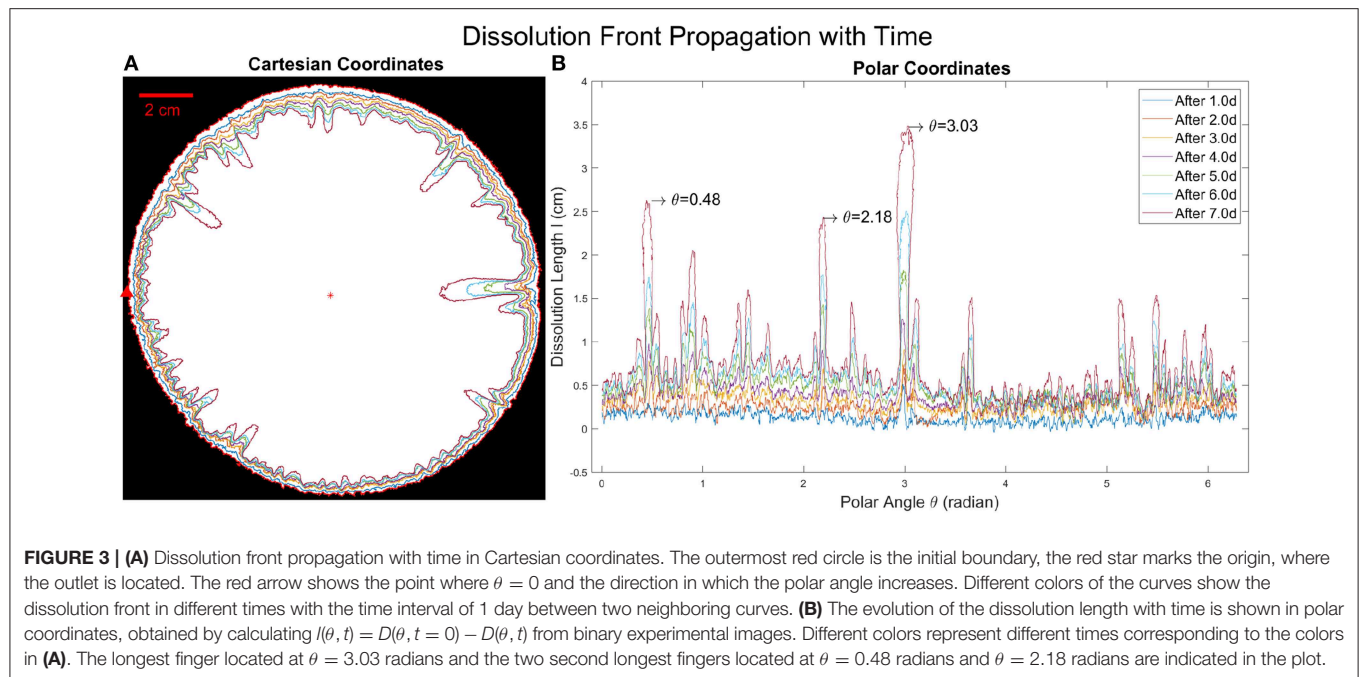 Dissolution Front Propagation with Time
A
Cartesian Coordinates
2 cm
B
Polar Coordinates
4
3.5
3
2.5
2
1.5
1
0.5
0
-0.5
Dissolution Length l (cm)
→ θ=0.48
→ θ=2.18
→ θ=3.03
After 1.0d
After 2.0d
After 3.0d
After 4.0d
After 5.0d
After 6.0d
After 7.0d
0 1 2 3 4 5 6
Polar Angle θ (radian)
FIGURE 3 | (A) Dissolution front propagation with time in Cartesian coordinates. The outermost red circle is the initial boundary, the red star marks the origin, where
the outlet is located. The red arrow shows the point where θ = 0 and the direction in which the polar angle increases. Different colors of the curves show the
dissolution front in different times with the time interval of 1 day between two neighboring curves. (B) The evolution of the dissolution length with time is shown in polar
coordinates, obtained by calculating l(θ, t) = D(θ, t = 0) − D(θ, t) from binary experimental images. Different colors represent different times corresponding to the colors
in (A). The longest finger located at θ = 3.03 radians and the two second longest fingers located at θ = 0.48 radians and θ = 2.18 radians are indicated in the plot.